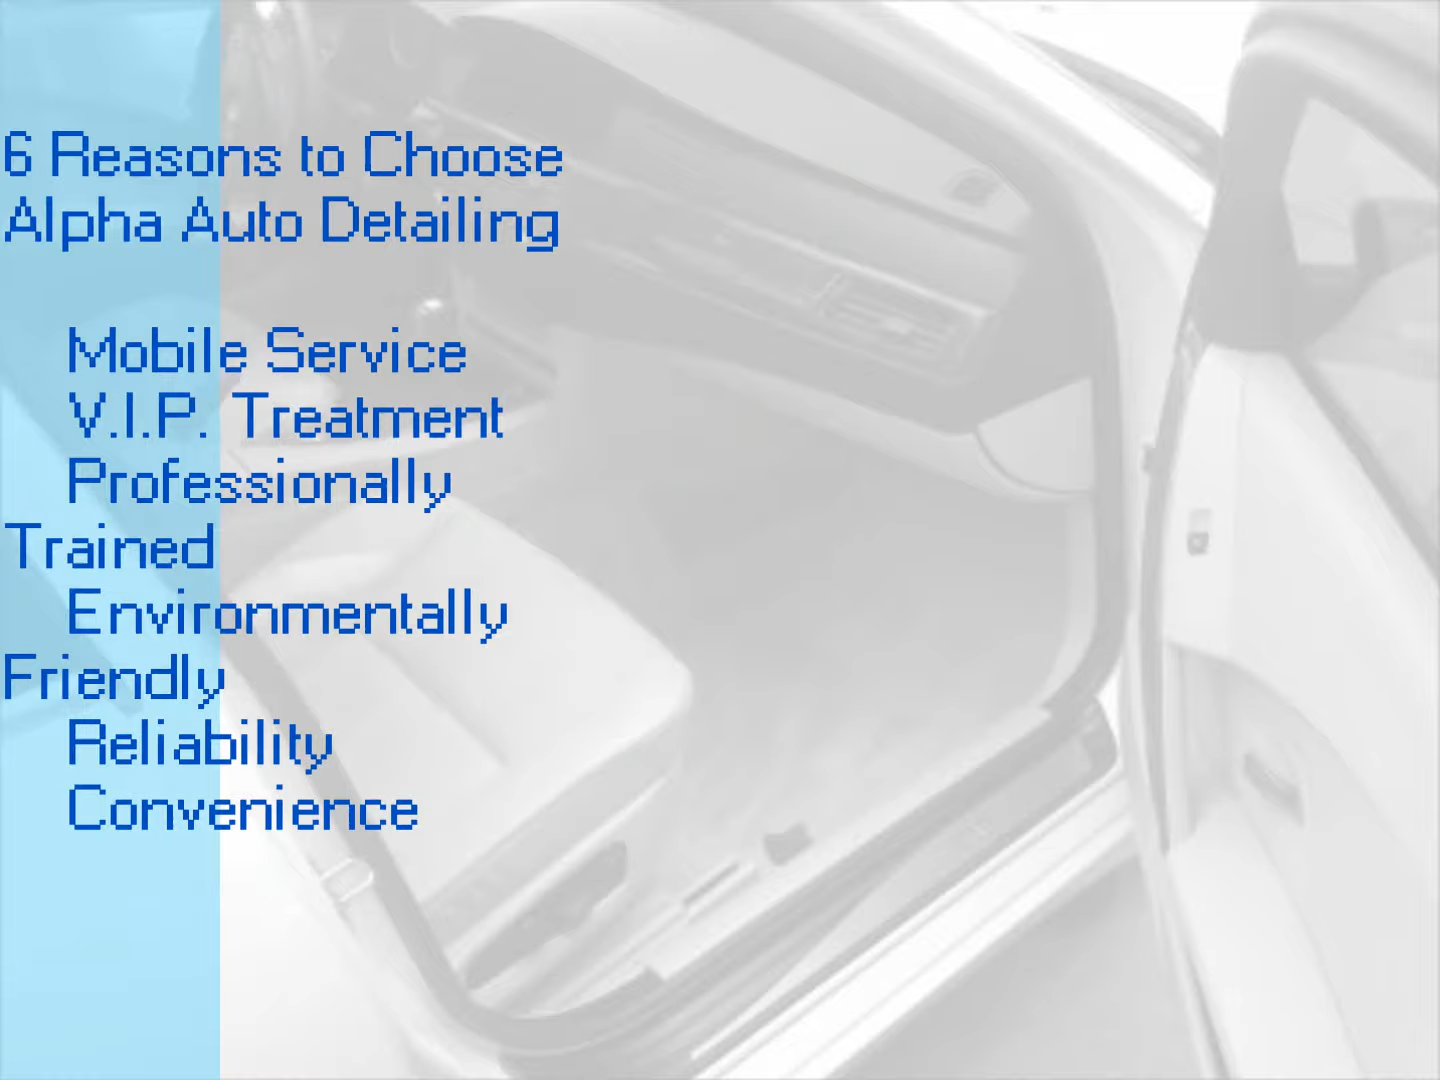 6 Reasons to Choose
Alpha Auto Detailing
Mobile Service
V.I.P. Treatment
Professionally
Trained
Environmentally
Friendly
Reliability
Convenience